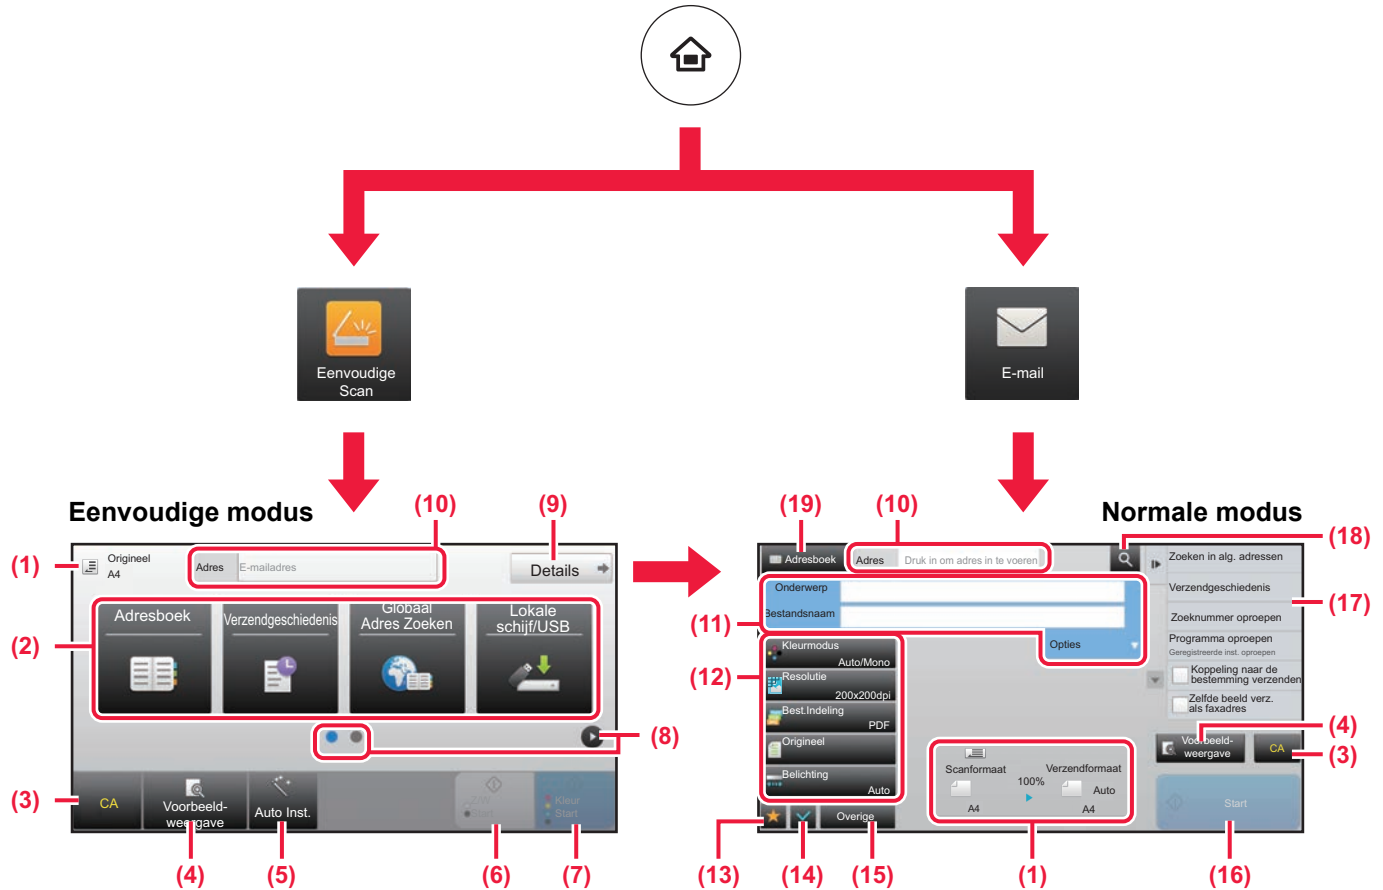 Eenvoudige
Scan
E-mail
Eenvoudige modus
(10)
(9)
(1)
Origineel
A4
Adres
E-mailadres
Details
(2)
Adresboek
Verzendgeschiedenis
Globaal
Adres Zoeken
Lokale
schijf/USB
(8)
(3)
CA
Voorbeeld-
weergave
Auto Inst.
Z/W
Start
Kleur
Start
(4)
(5)
(6)
(7)
Normale modus
(19)
(10)
(18)
Adresboek
Adres
Druk in om adres in te voeren
Zoeken in alg. adressen
Onderwerp
Bestandsnaam
Verzendgeschiedenis
(17)
(11)
Zoeknummer oproepen
Opties
Programma oproepen
Geregistreerde inst. oproepen
(12)
Kleurmodus
Auto/Mono
Koppeling naar de
bestemming verzenden
Resolutie
200x200dpi
Zelfde beeld verz.
als faxadres
Best.Indeling
PDF
(4)
Origineel
Voorbeeld-
weergave
CA
(3)
Belichting
Auto
Scanformaat
100%
Verzendformaat
Auto
A4
A4
Start
Overige
(13)
(14)
(15)
(1)
(16)